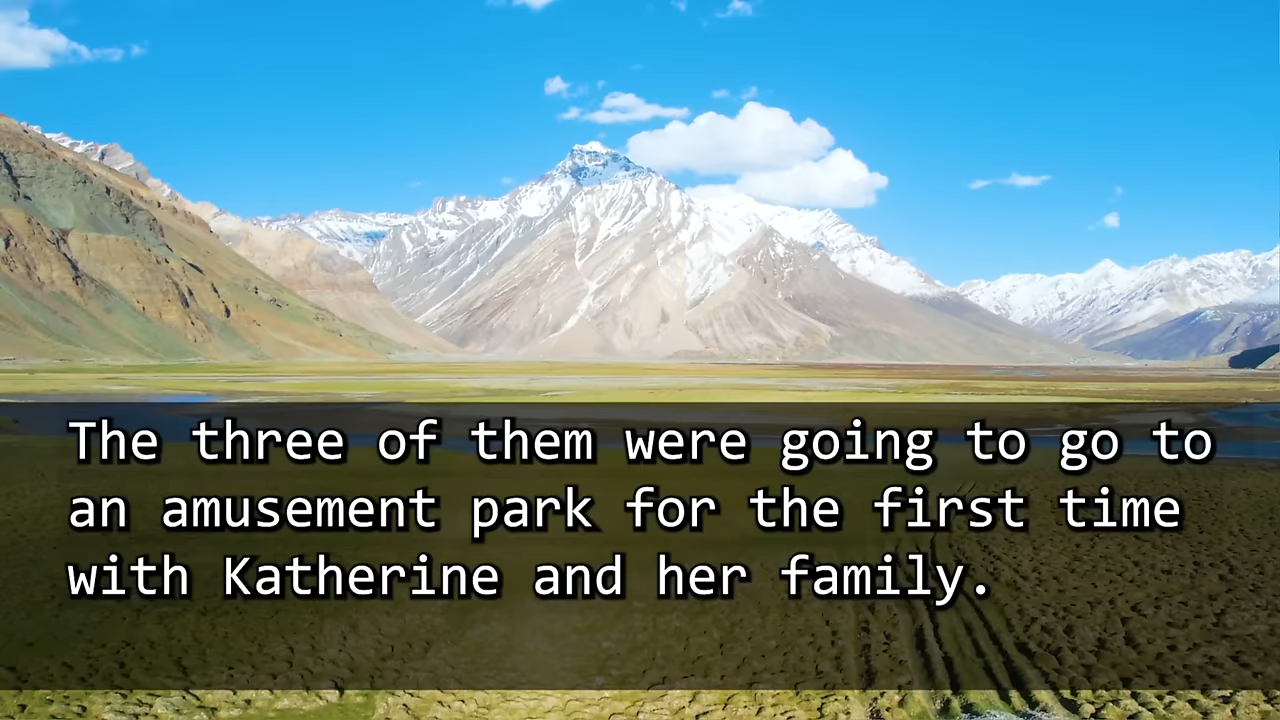 The three of them were going to go to
an amusement park for the first time
with Katherine and her family.